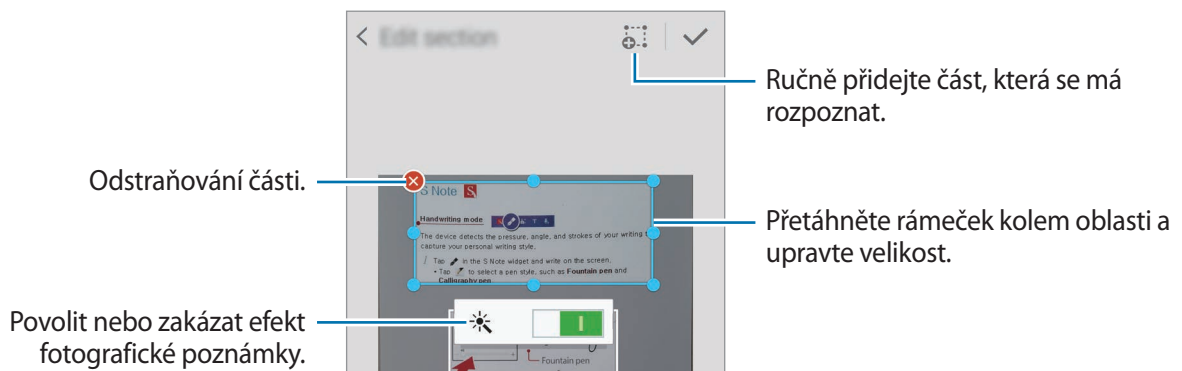 Edit section
Ručně přidejte část, která se má
rozpoznat.
Odstraňování části.
S Note
Handwriting mode
The device detects the pressure, angle, and strokes of your writing
capture your personal writing style.
Tap in the S Note widget and write on the screen.
• Tap to select a pen style, such as Fountain pen and
Calligraphy pen
Přetáhněte rámeček kolem oblasti a
upravte velikost.
Povolit nebo zakázat efekt
fotografické poznámky.
Fountain pen